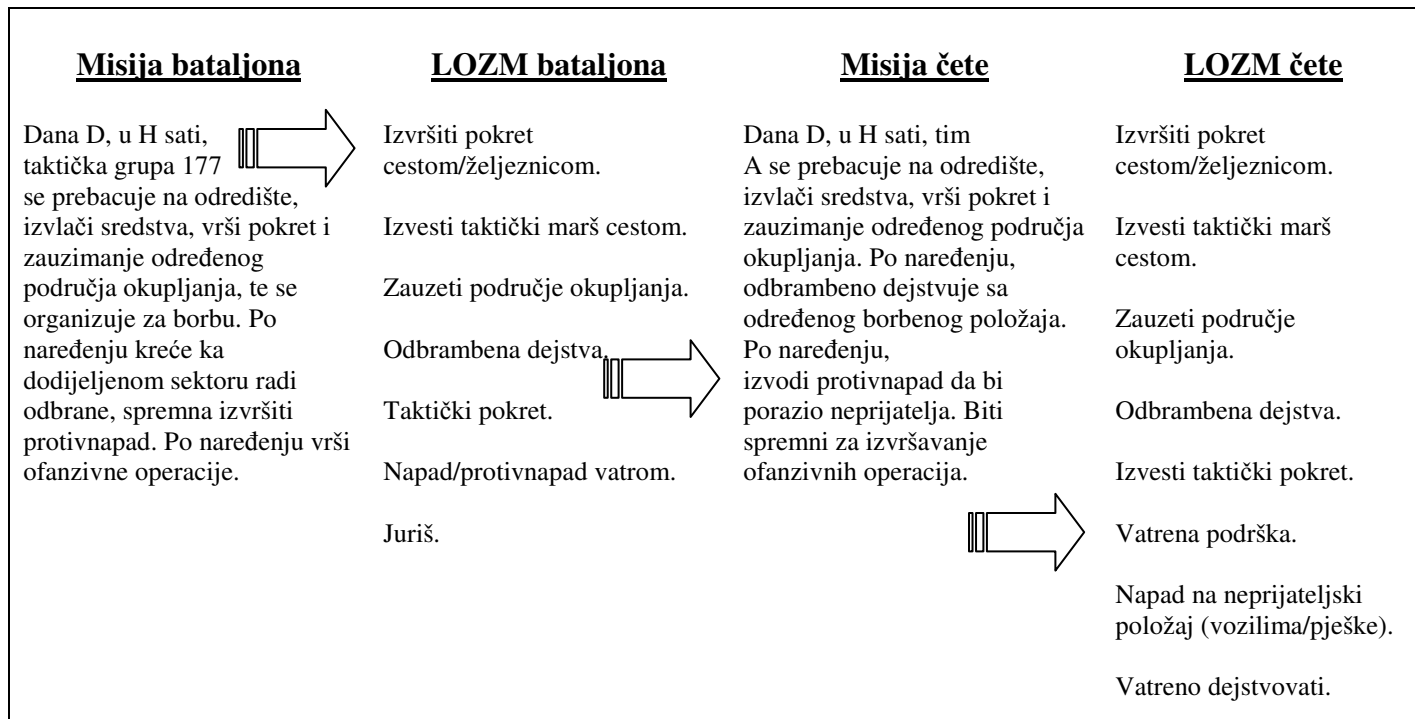 Misija bataljona
Dana D, u H sati,
taktička grupa 177
se prebacuje na odredište,
izvlači sredstva, vrši pokret i
zauzimanje određenog
područja okupljanja, te se
organizuje za borbu. Po
naređenju kreće ka
dodijeljenom sektoru radi
odbrane, spremna izvršiti
protivnapad. Po naređenju vrši
ofanzivne operacije.
LOZM bataljona
Izvršiti pokret
cestom/željeznicom.
Izvesti taktički marš cestom.
Zauzeti područje okupljanja.
Odbrambena dejstva.
Taktički pokret.
Napad/protivnapad vatrom.
Juriš.
Misija čete
Dana D, u H sati, tim
A se prebacuje na odredište,
izvlači sredstva, vrši pokret i
zauzimanje određenog područja
okupljanja. Po naređenju,
odbrambeno dejstvuje sa
određenog borbenog položaja.
Po naređenju,
izvodi protivnapad da bi
porazio neprijatelja. Biti
spremni za izvršavanje
ofanzivnih operacija.
LOZM čete
Izvršiti pokret
cestom/željeznicom.
Izvesti taktički marš
cestom.
Zauzeti područje
okupljanja.
Odbrambena dejstva.
Izvesti taktički pokret.
Vatrena podrška.
Napad na neprijateljski
položaj (vozilima/pješke).
Vatreno dejstvovati.